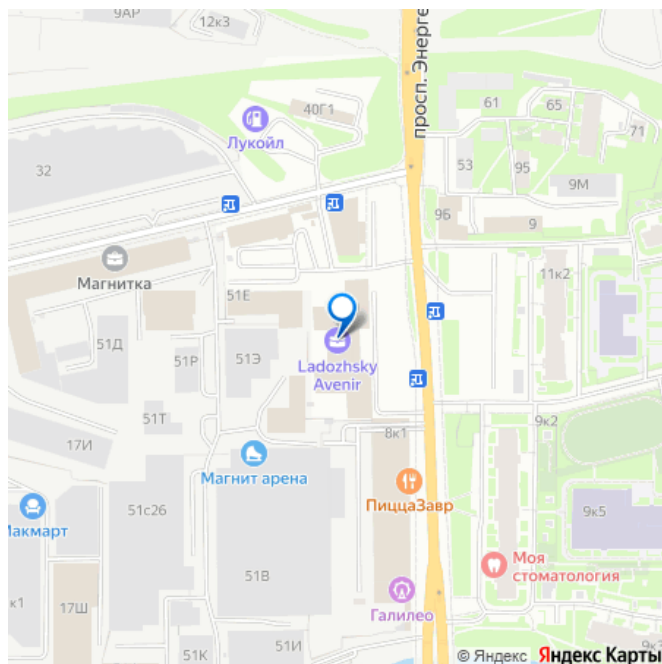 9АР
12к3
просп. Энерге
40Г1
Лукойл
61
65
71
32
53
95
9М
9Б
9
Магнитка
11к2
51Е
51Д
51Р
51Э
Ladozhsky
Avenir
51Т
17И
8к1
9к2
Магнит арена
ПиццаЗавр
Макмарт
51с26
9к5
Моя
стоматология
51В
к1
17Ш
Галилео
51И
51К
9к
© Яндекс Яндекс Карты